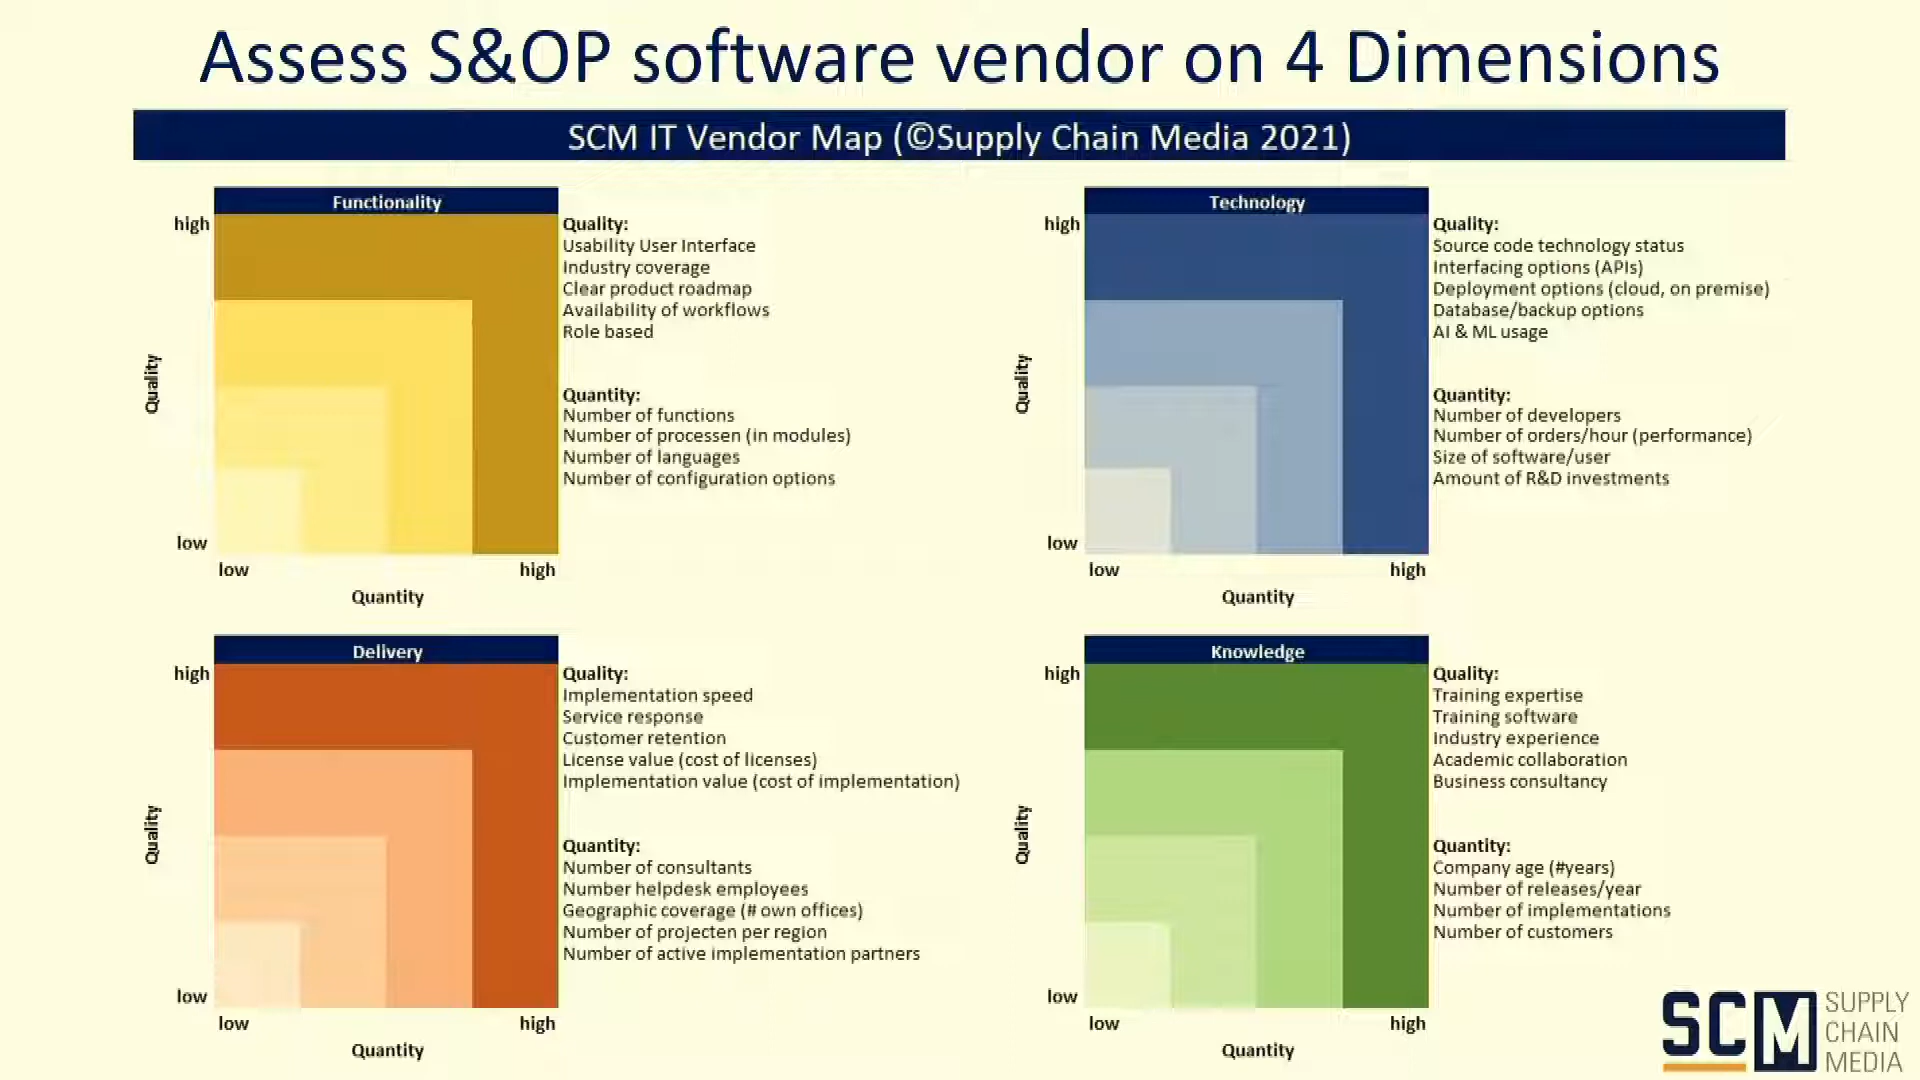 Assess S&OP software vendor on 4 Dimensions
SCM IT Vendor Map (©Supply Chain Media 2021)
Functionality
high
Quality
low
low
high
Quantity
Quality:
Usability User Interface
Industry coverage
Clear product roadmap
Availability of workflows
Role based
Quantity:
Number of functions
Number of processen (in modules)
Number of languages
Number of configuration options
Technology
high
Quality
low
low
high
Quantity
Quality:
Source code technology status
Interfacing options (APIs)
Deployment options (cloud, on premise)
Database/backup options
AI & ML usage
Quantity:
Number of developers
Number of orders/hour (performance)
Size of software/user
Amount of R&D investments
Delivery
high
Quality
low
low
high
Quantity
Quality:
Implementation speed
Service response
Customer retention
License value (cost of licenses)
Implementation value (cost of implementation)
Quantity:
Number of consultants
Number helpdesk employees
Geographic coverage (# own offices)
Number of projecten per region
Number of active implementation partners
Knowledge
high
Quality
low
low
high
Quantity
Quality:
Training expertise
Training software
Industry experience
Academic collaboration
Business consultancy
Quantity:
Company age (#years)
Number of releases/year
Number of implementations
Number of customers
SCM
SUPPLY
CHAIN
MEDIA